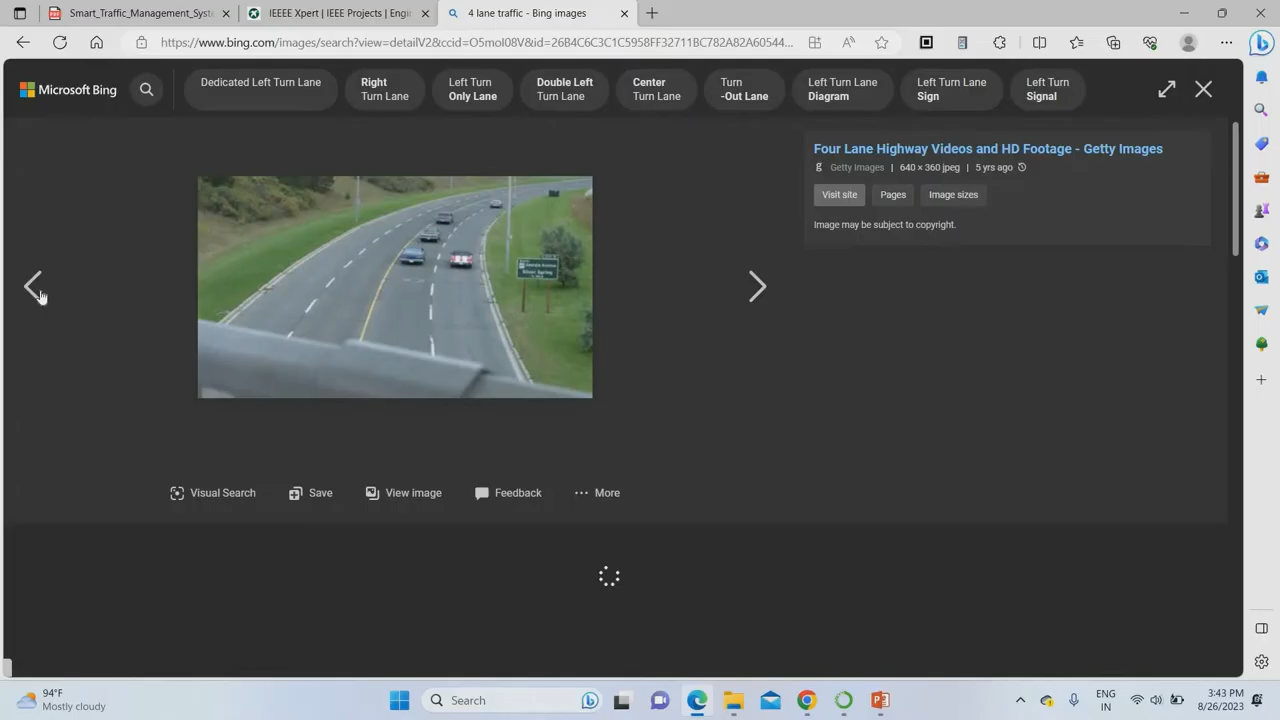 Smart_Traffic_Management_Syst
IEEEE Xpert | IEEE Projects | Engin
4 lane traffic - Bing images
https://www.bing.com/images/search?view=detailV2&ccid=O5moI08V&id=26B4C6C3C1C5958FF32711BC782A82A60544...
Microsoft Bing
Dedicated Left Turn Lane
Right
Turn Lane
Left Turn
Only Lane
Double Left
Turn Lane
Center
Turn Lane
Turn
-Out Lane
Left Turn Lane
Diagram
Left Turn Lane
Sign
Left Turn
Signal
Four Lane Highway Videos and HD Footage - Getty Images
Getty Images | 640 × 360 jpeg | 5 yrs ago
Visit site
Pages
Image sizes
Image may be subject to copyright.
Silver Spring
Visual Search
Save
View image
Feedback
More
94°F
Mostly cloudy
Search
ENG
IN
3:43 PM
8/26/2023